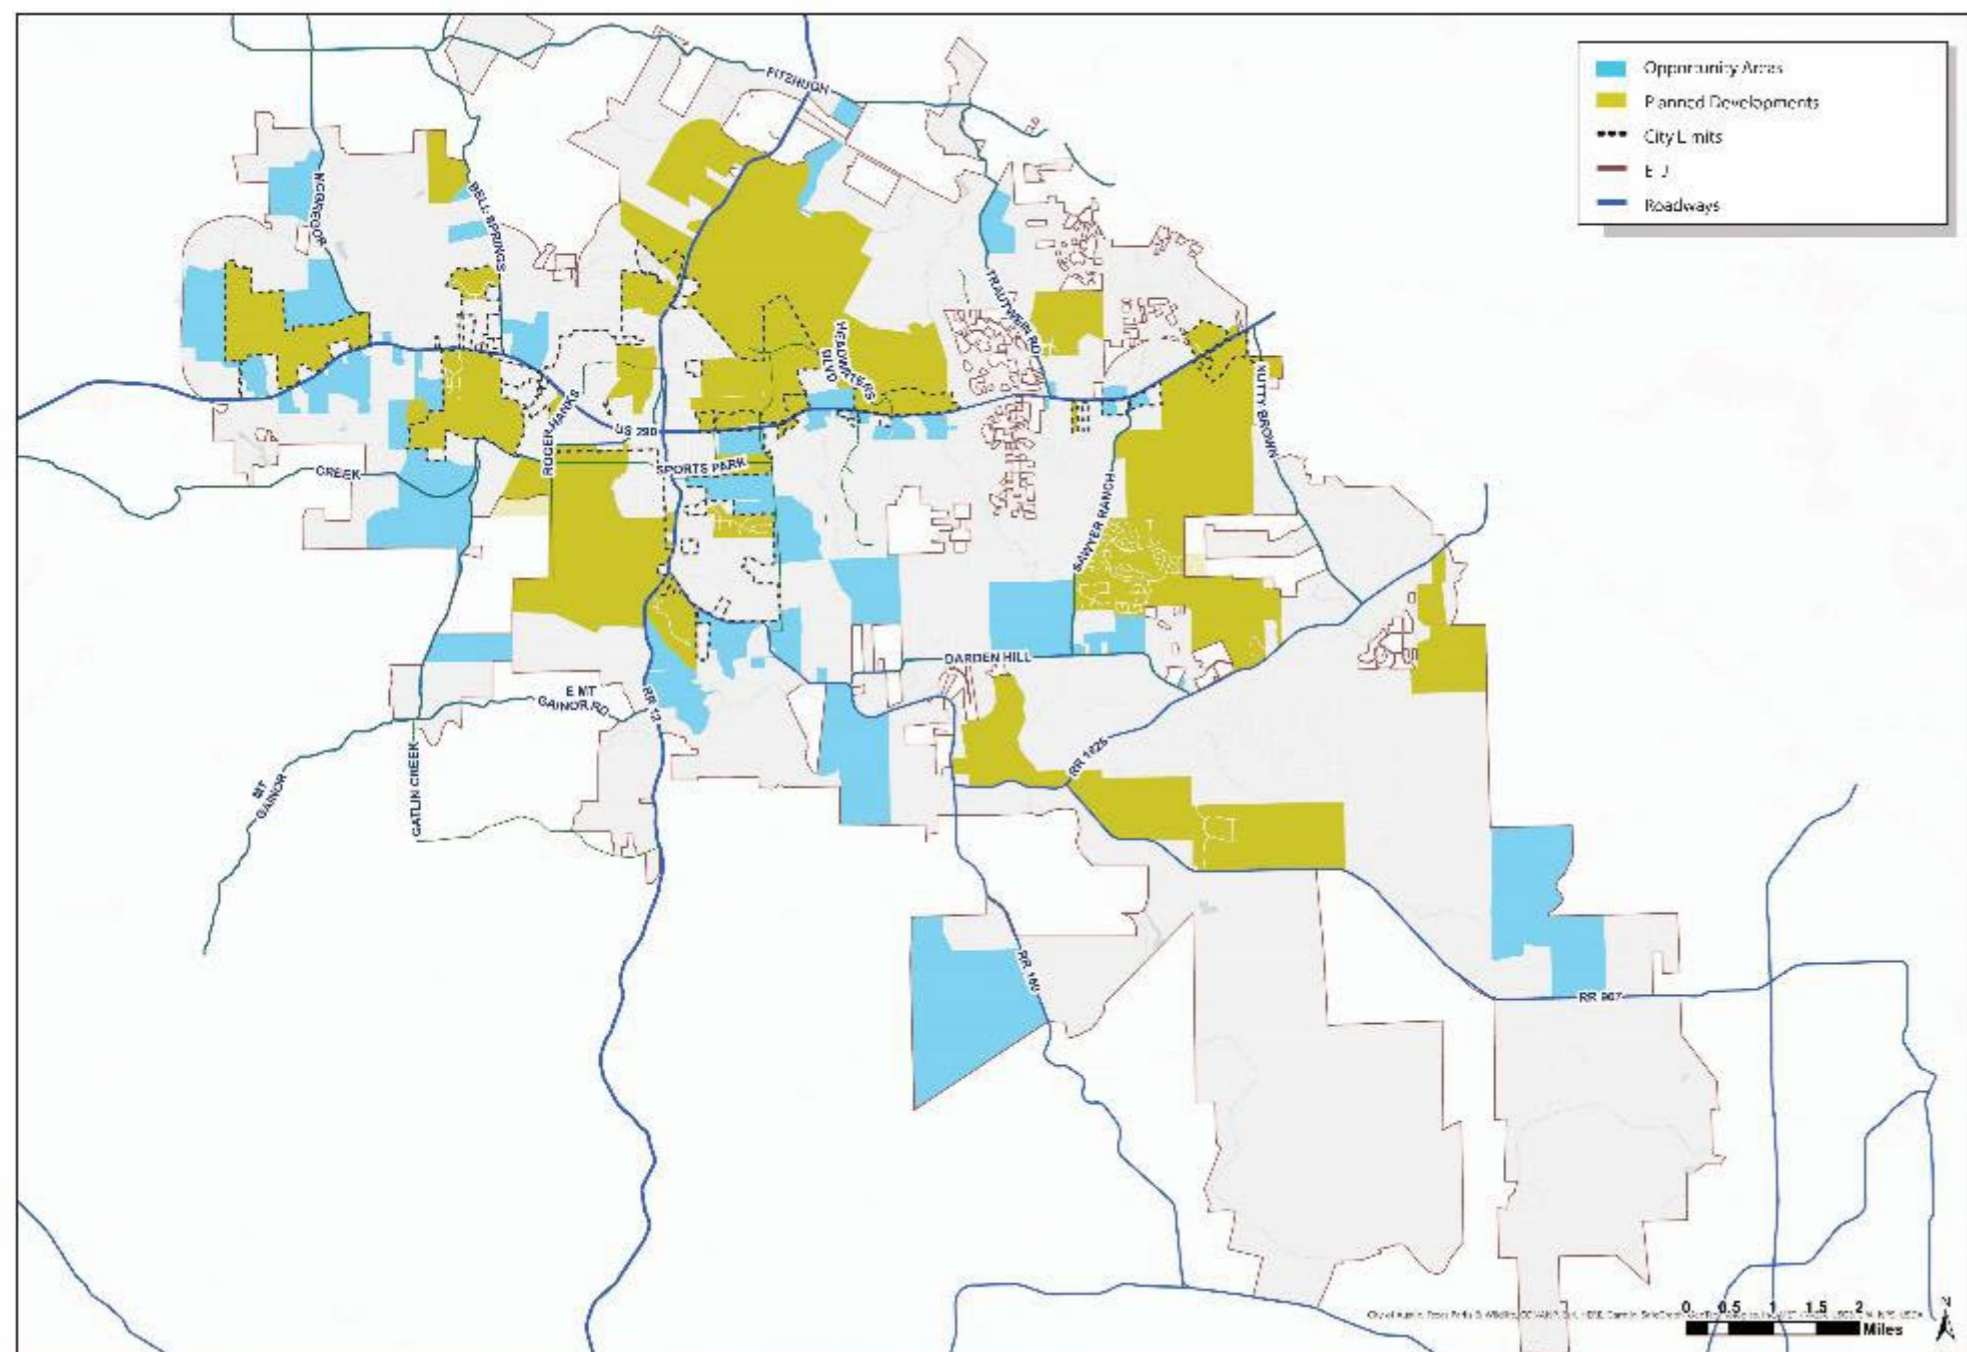 Opportunity Areas
Planned Developments
City Limits
ETJ
Roadways
FITZHUGH
MCGREGOR
BELL SPRINGS
TRAUTWEIN RD
HEADWATERS
BLVD
NUTTY BROWN
ROGER HANKS
US 290
SPORTS PARK
CREEK
SAWYER RANCH
DARDEN HILL
E MT
GAINOR RD
RR 12
MT
GAINOR
GATLIN CREEK
RR 1826
RR 150
RR 967
0 0.5 1 1.5 2
Miles
N